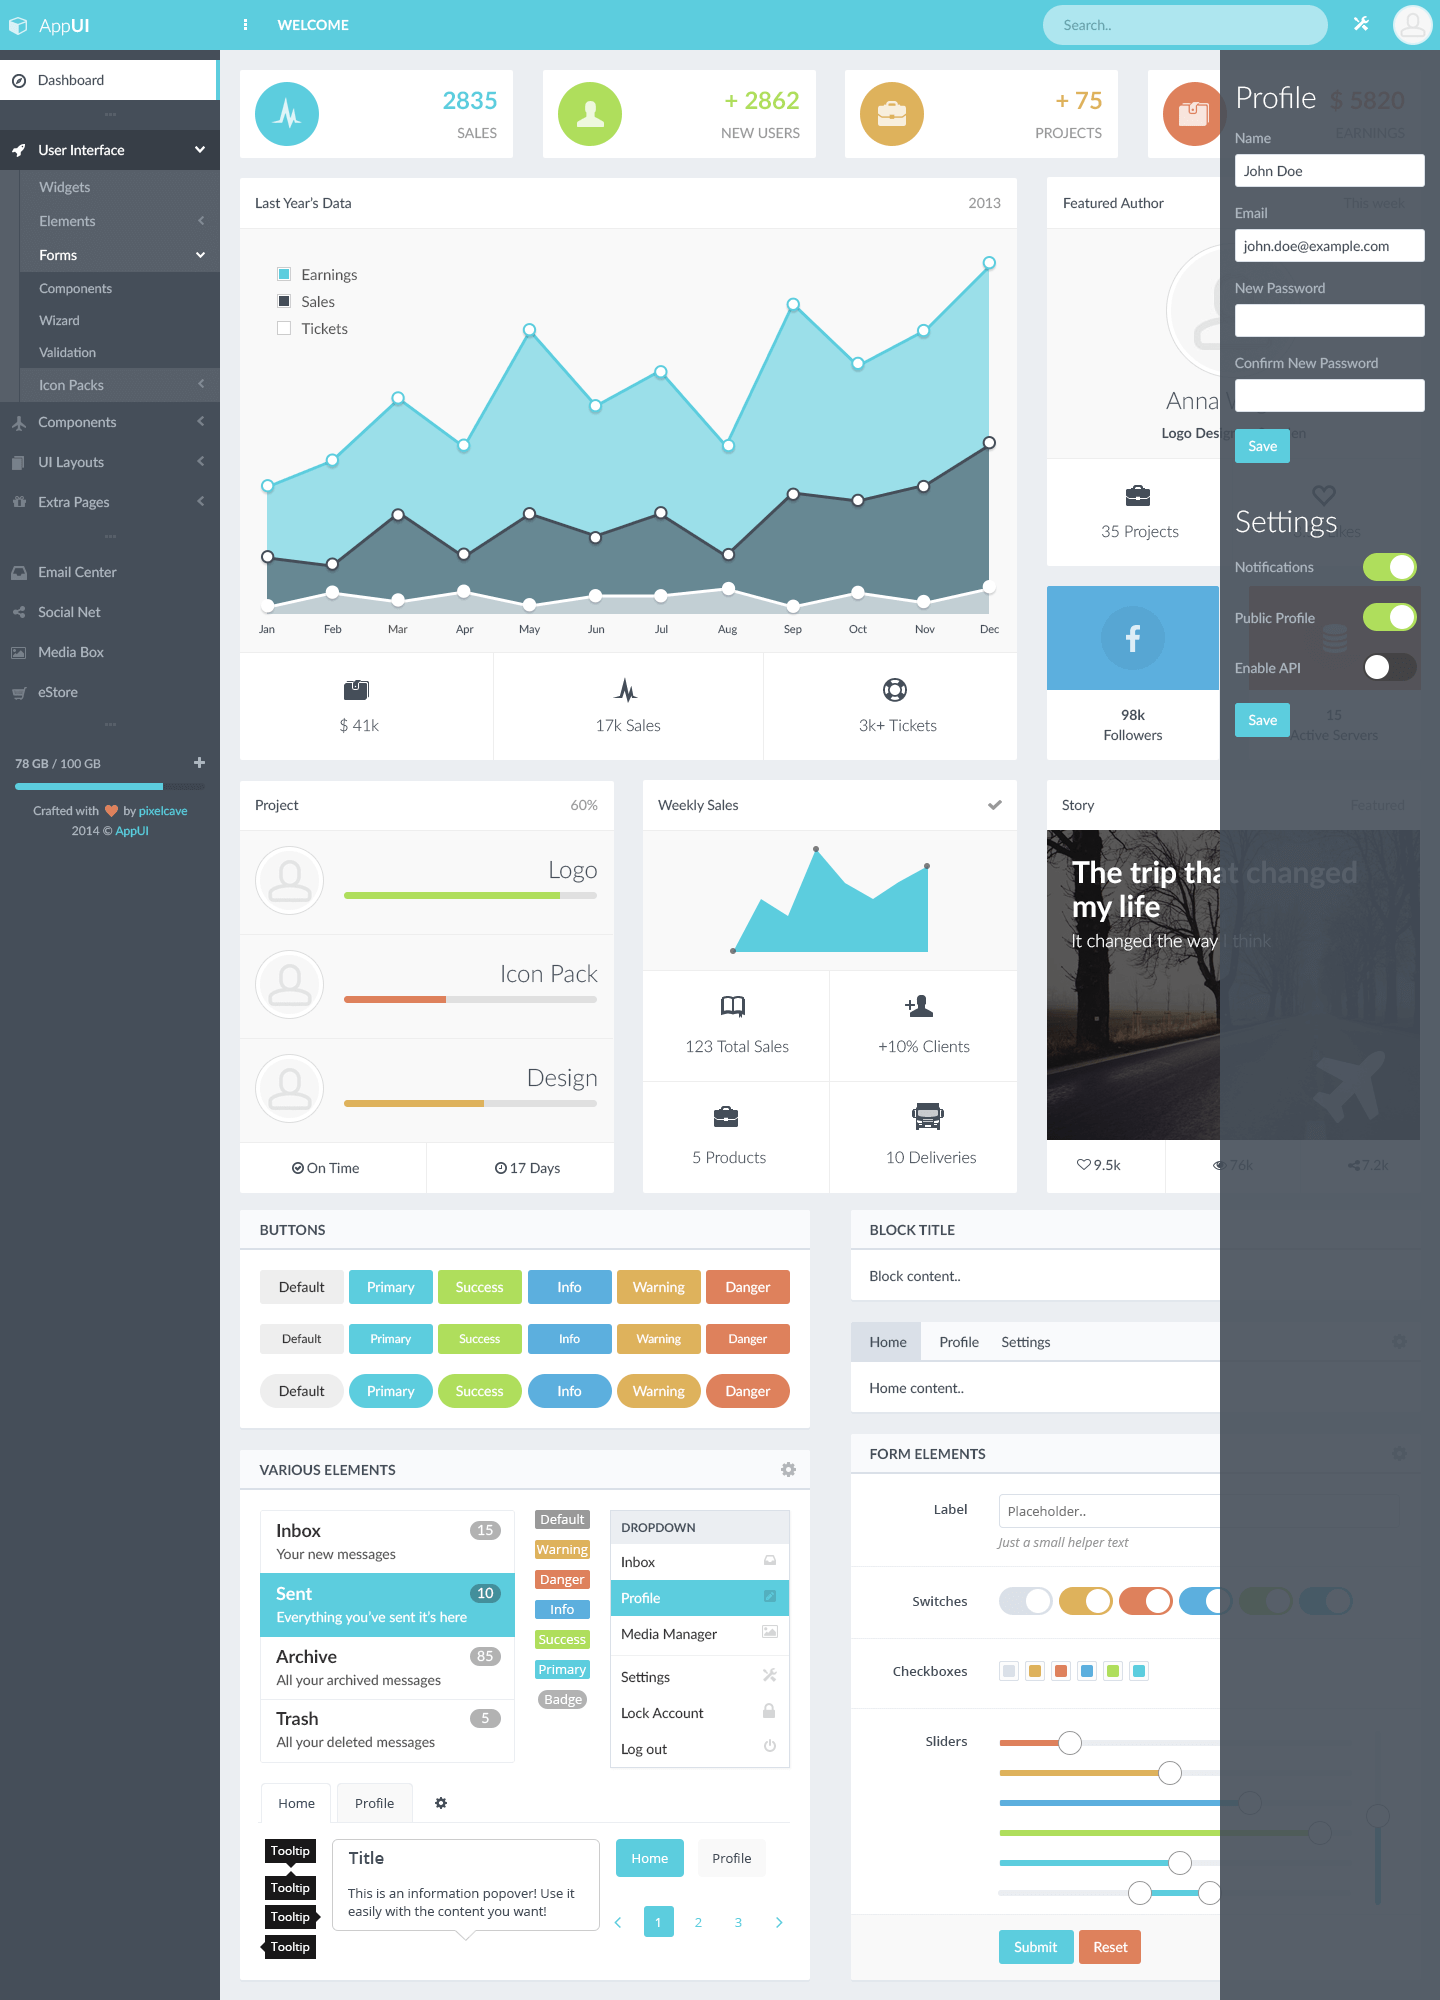 AppUI
WELCOME
Search..
Dashboard
User Interface
Widgets
Elements
Forms
Components
Wizard
Validation
Icon Packs
Components
UI Layouts
Extra Pages
Email Center
Social Net
Media Box
eStore
78 GB / 100 GB
Crafted with by pixelcave
2014 © AppUI
2835
SALES
+ 2862
NEW USERS
+ 75
PROJECTS
$ 5820
EARNINGS
Last Year's Data
2013
Earnings
Sales
Tickets
Jan Feb Mar Apr May Jun Jul Aug Sep Oct Nov Dec
$ 41k
17k Sales
3k+ Tickets
Featured Author
This week
Anna
Logo
35 Projects
98k
Followers
15
Active Servers
Profile
Name
John Doe
Email
john.doe@example.com
New Password
Confirm New Password
Save
Settings
Notifications
Public Profile
Enable API
Save
Project
60%
Logo
Icon Pack
Design
On Time
17 Days
Weekly Sales
123 Total Sales
+10% Clients
5 Products
10 Deliveries
Story
Featured
The trip that changed
my life
It changed the way I think
9.5k
76k
7.2k
BUTTONS
Default Primary Success Info Warning Danger
Default Primary Success Info Warning Danger
Default Primary Success Info Warning Danger
BLOCK TITLE
Block content..
Home Profile Settings
Home content..
VARIOUS ELEMENTS
Inbox 15
Your new messages
Sent 10
Everything you've sent it's here
Archive 85
All your archived messages
Trash 5
All your deleted messages
Default
Warning
Danger
Info
Success
Primary
Badge
DROPDOWN
Inbox
Profile
Media Manager
Settings
Lock Account
Log out
Home Profile
Tooltip
Tooltip
Tooltip
Tooltip
Title
This is an information popover! Use it
easily with the content you want!
Home Profile
1 2 3
FORM ELEMENTS
Label
Placeholder..
Just a small helper text
Switches
Checkboxes
Sliders
Submit Reset